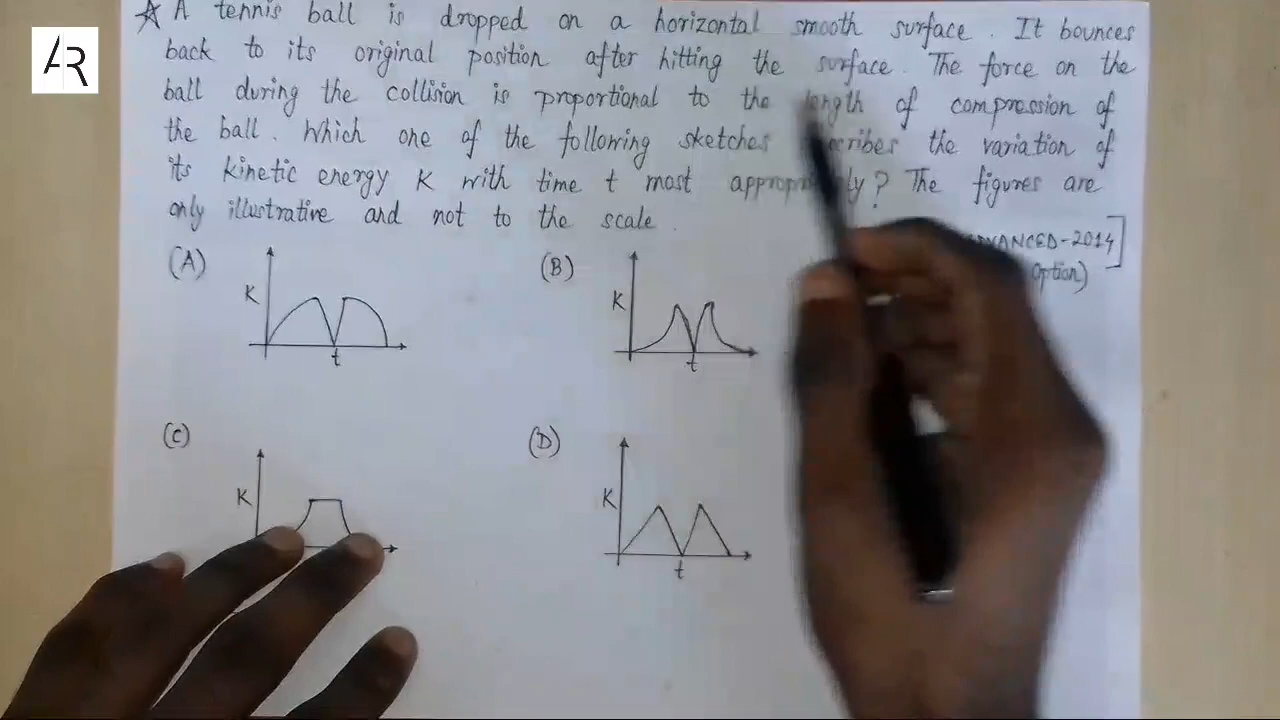 AR
☆ A tennis ball is dropped on a horizontal smooth surface. It bounces
back to its original position after hitting the surface. The force on the
ball during the collision is proportional to the length of compression of
the ball. Which one of the following sketches the variation of
its kinetic energy K with time t most ? The figures are
only illustrative and not to the scale.
-2014]
Option)
(A) K t
(B) K t
(C) K
(D) K t